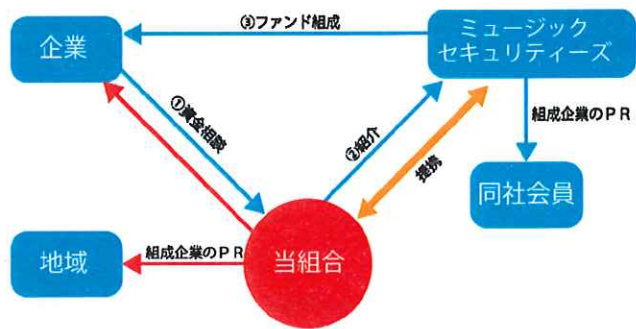 ③ファンド組成
企業
ミュージック
セキュリティーズ
①資金相談
②紹介
提携
組成企業のPR
同社会員
地域
組成企業のPR
当組合